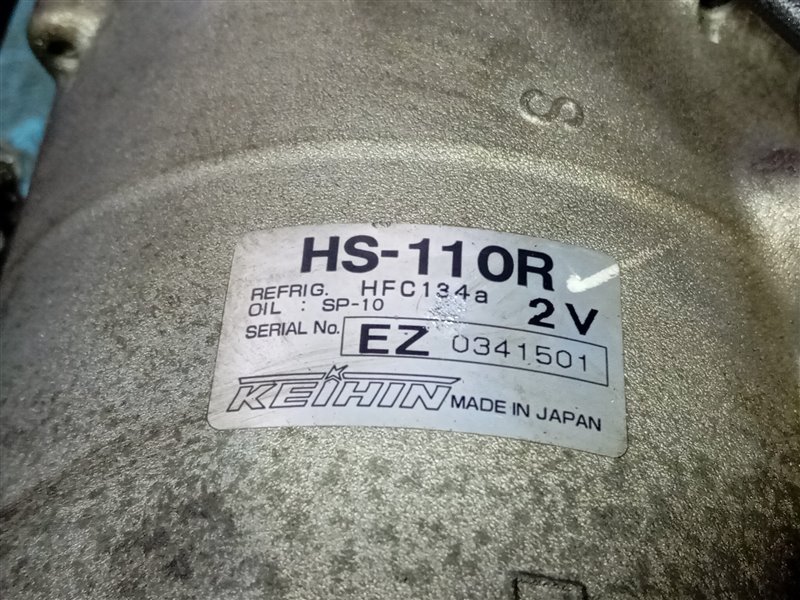 S
HS-110R
REFRIG. HFC134a
OIL : SP-10 2V
SERIAL No. EZ 0341501
KEIHIN MADE IN JAPAN